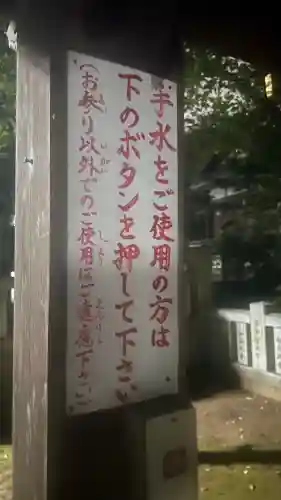 手水をご使用の方は
下のボタンを押して下さい
(お参り以外でのご使用はご遠慮下さい)